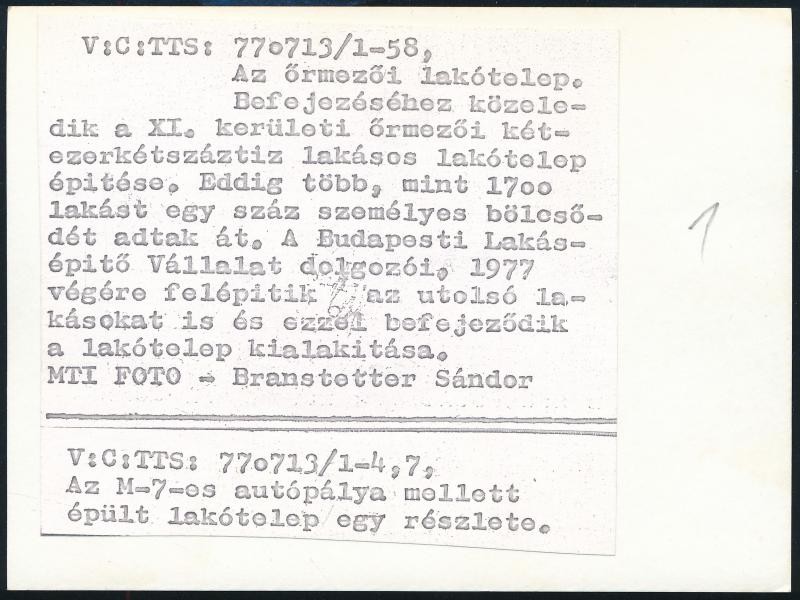 V:C:TTS: 770713/1-58,
Az őrmezői lakótelep.
Befejezéséhez közele-
dik a XI. kerületi őrmezői két-
ezerkétszáztiz lakásos lakótelep
épitése. Eddig több, mint 1700
lakást egy száz személyes bölcső-
dét adtak át. A Budapesti Lakás-
épitő Vállalat dolgozói, 1977
végére felépitik az utolsó la-
kásokat is és ezzel befejeződik
a lakótelep kialakitása.
MTI FOTO - Branstetter Sándor
V:C:TTS: 770713/1-4,7,
Az M-7-es autópálya mellett
épült lakótelep egy részlete.
1